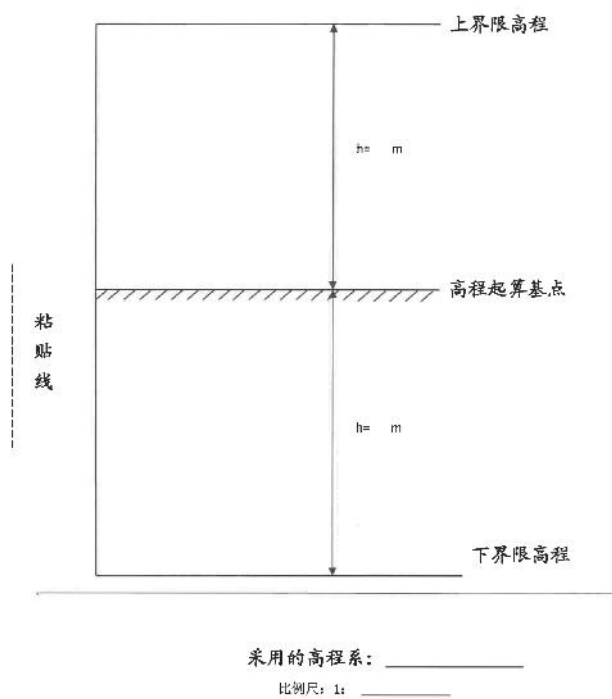 上界限高程
h= m
高程起算基点
粘贴线
h= m
下界限高程
采用的高程系：
比例尺：1：